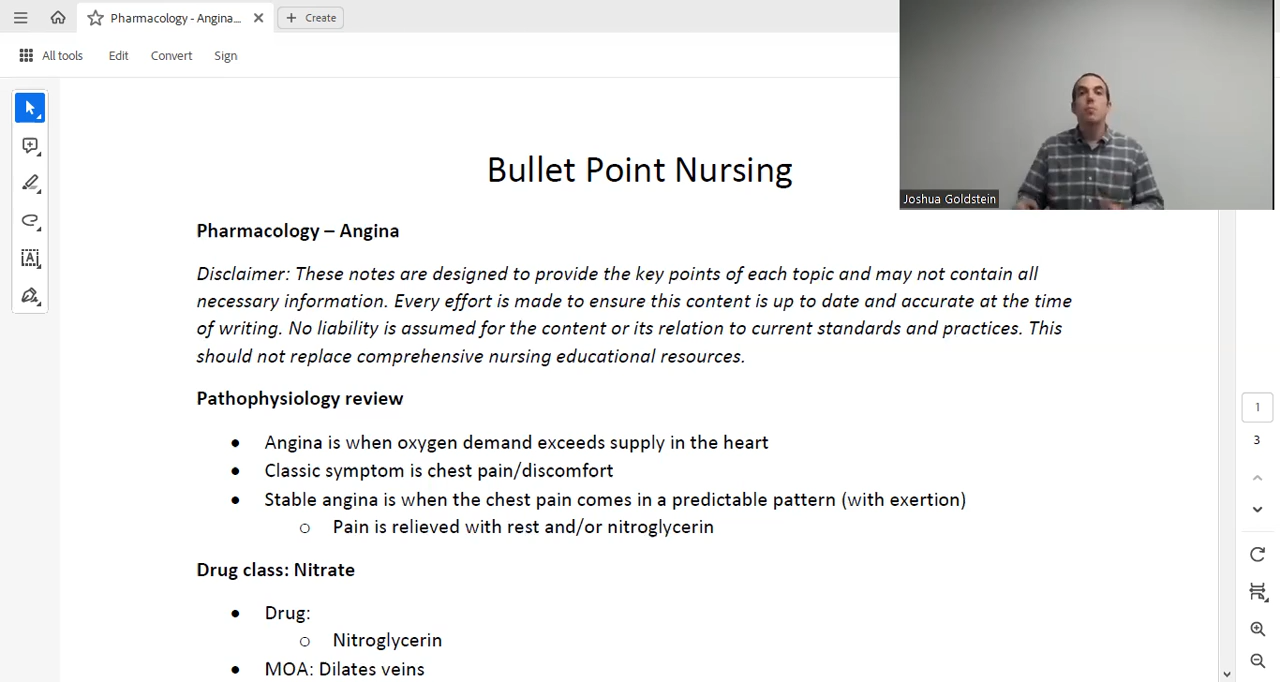 Pharmacology - Angina...
Create
All tools
Edit
Convert
Sign
Joshua Goldstein
Bullet Point Nursing
Pharmacology – Angina
Disclaimer: These notes are designed to provide the key points of each topic and may not contain all
necessary information. Every effort is made to ensure this content is up to date and accurate at the time
of writing. No liability is assumed for the content or its relation to current standards and practices. This
should not replace comprehensive nursing educational resources.
Pathophysiology review
• Angina is when oxygen demand exceeds supply in the heart
• Classic symptom is chest pain/discomfort
• Stable angina is when the chest pain comes in a predictable pattern (with exertion)
o Pain is relieved with rest and/or nitroglycerin
Drug class: Nitrate
• Drug:
o Nitroglycerin
• MOA: Dilates veins
1
3